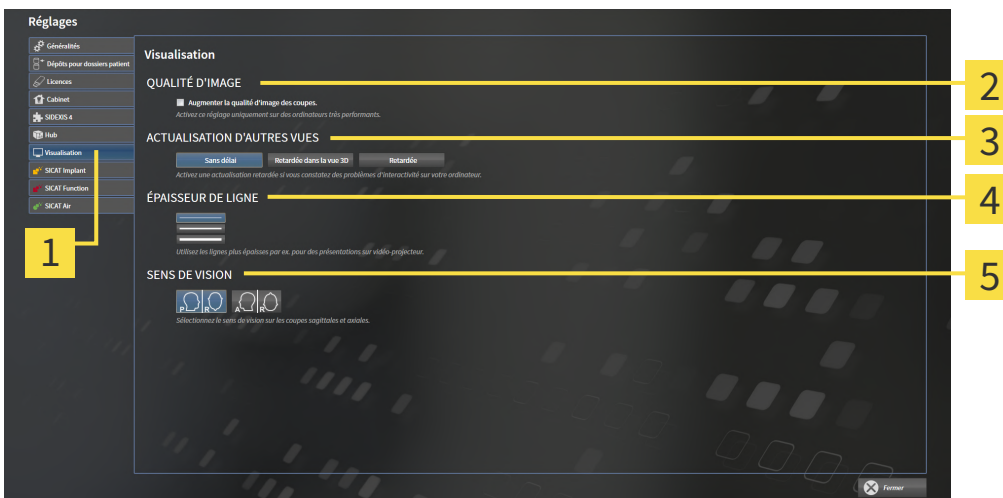 Réglages
Généralités
Dépôts pour dossiers patient
Licences
Cabinet
SIDEXIS 4
Hub
Visualisation
SICAT Implant
SICAT Function
SICAT Air
1
Visualisation
QUALITÉ D'IMAGE
2
Augmenter la qualité d'image des coupes.
Activez ce réglage uniquement sur des ordinateurs très performants.
ACTUALISATION D'AUTRES VUES
3
Sans délai
Retardée dans la vue 3D
Retardée
Activez une actualisation retardée si vous constatez des problèmes d'interactivité sur votre ordinateur.
ÉPAISSEUR DE LIGNE
4
Utilisez les lignes plus épaisses par ex. pour des présentations sur vidéo-projecteur.
SENS DE VISION
5
P R
A R
Sélectionnez le sens de vision sur les coupes sagittales et axiales.
Fermer